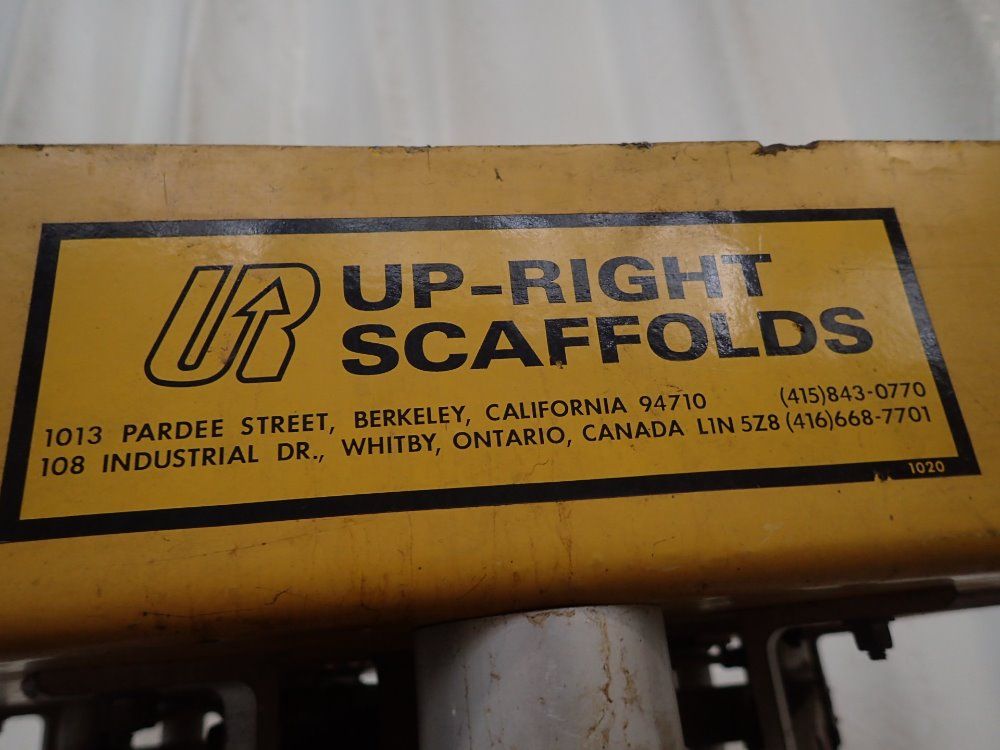 UR UP-RIGHT
SCAFFOLDS
1013 PARDEE STREET, BERKELEY, CALIFORNIA 94710 (415)843-0770
108 INDUSTRIAL DR., WHITBY, ONTARIO, CANADA L1N 5Z8 (416)668-7701
1020